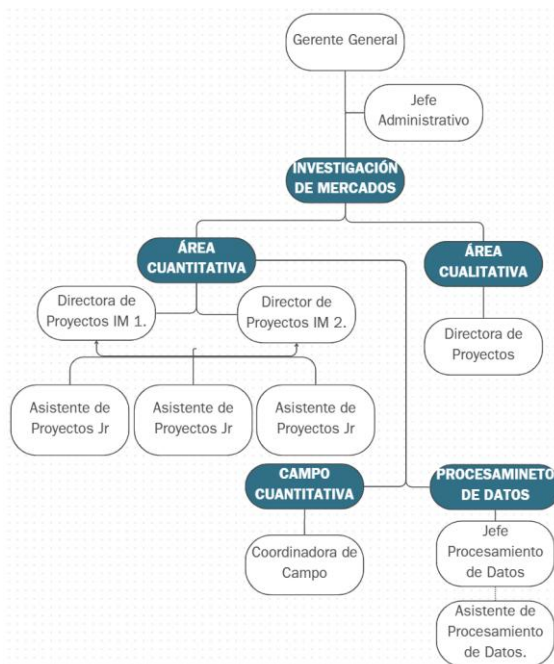 Gerente General
Jefe
Administrativo
INVESTIGACIÓN
DE MERCADOS
ÁREA
CUANTITATIVA
ÁREA
CUALITATIVA
Directora de
Proyectos IM 1.
Director de
Proyectos IM 2.
Directora de
Proyectos
Asistente de
Proyectos Jr
Asistente de
Proyectos Jr
Asistente de
Proyectos Jr
CAMPO
CUANTITATIVA
PROCESAMINETO
DE DATOS
Coordinadora de
Campo
Jefe
Procesamiento
de Datos
Asistente de
Procesamiento
de Datos.